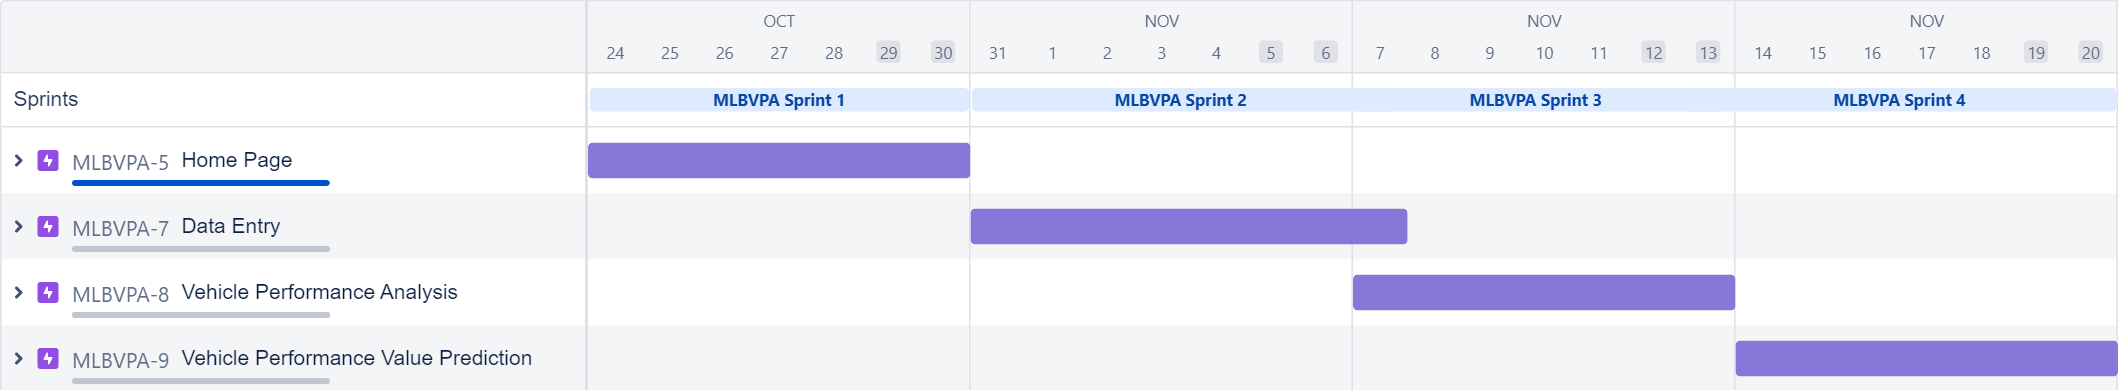 OCT NOV NOV NOV
24 25 26 27 28 29 30 31 1 2 3 4 5 6 7 8 9 10 11 12 13 14 15 16 17 18 19 20
Sprints MLBVPA Sprint 1 MLBVPA Sprint 2 MLBVPA Sprint 3 MLBVPA Sprint 4
MLBVPA-5 Home Page
MLBVPA-7 Data Entry
MLBVPA-8 Vehicle Performance Analysis
MLBVPA-9 Vehicle Performance Value Prediction